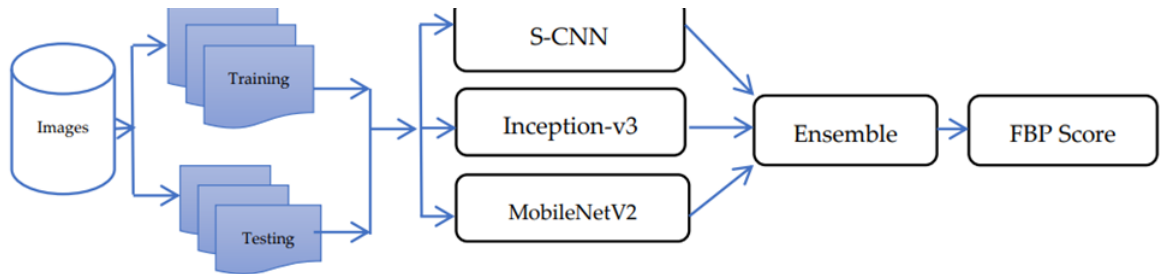 Images
Training
Testing
S-CNN
Inception-v3
MobileNetV2
Ensemble
FBP Score